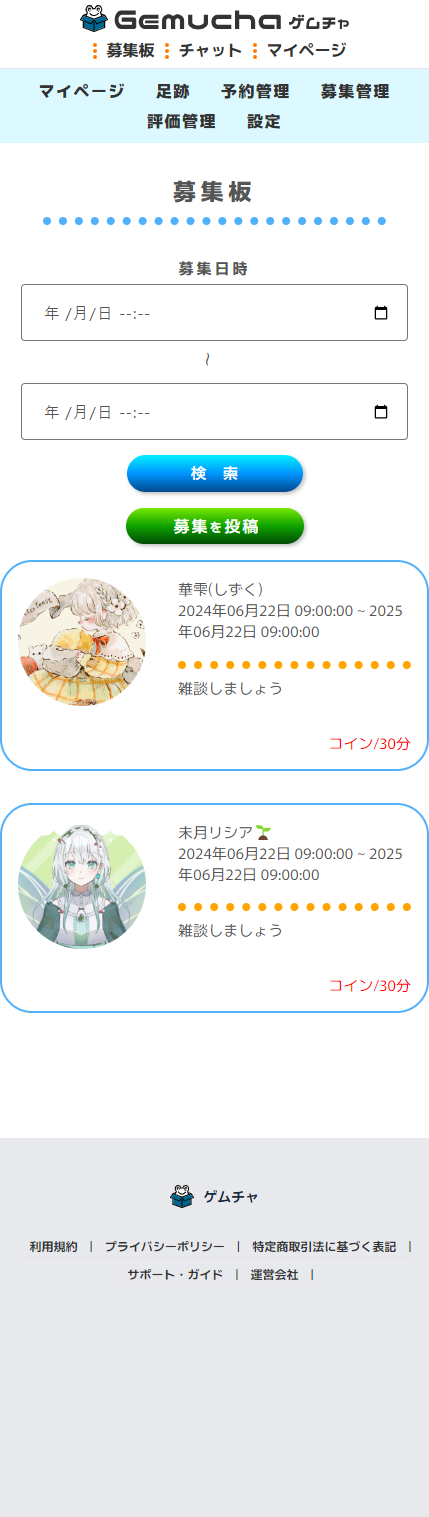 Gemucha ゲムチャ
募集板 チャット マイページ
マイページ 足跡 予約管理 募集管理
評価管理 設定
募集板
募集日時
年 /月/日 --:--
~
年 /月/日 --:--
検 索
募集を投稿
華雫(しずく)
2024年06月22日 09:00:00 ~ 2025
年06月22日 09:00:00
雑談しましょう
コイン/30分
未月リシア🌱
2024年06月22日 09:00:00 ~ 2025
年06月22日 09:00:00
雑談しましょう
コイン/30分
ゲムチャ
利用規約 | プライバシーポリシー | 特定商取引法に基づく表記 |
サポート・ガイド | 運営会社 |